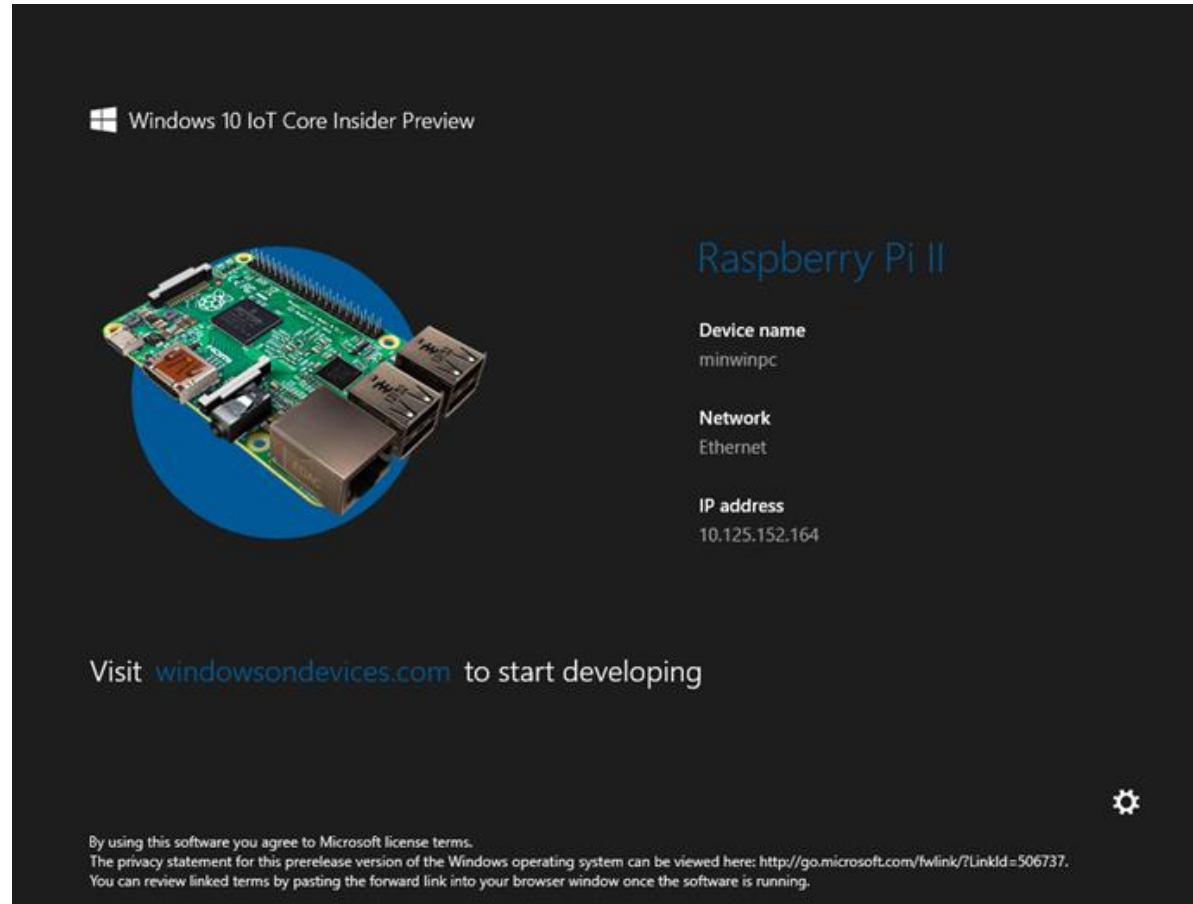 Windows 10 IoT Core Insider Preview
Raspberry Pi II
Device name
minwinpc
Network
Ethernet
IP address
10.125.152.164
HDMI
Visit windowsondevices.com to start developing
By using this software you agree to Microsoft license terms.
The privacy statement for this prerelease version of the Windows operating system can be viewed here: http://go.microsoft.com/fwlink/?LinkId=506737.
You can review linked terms by pasting the forward link into your browser window once the software is running.